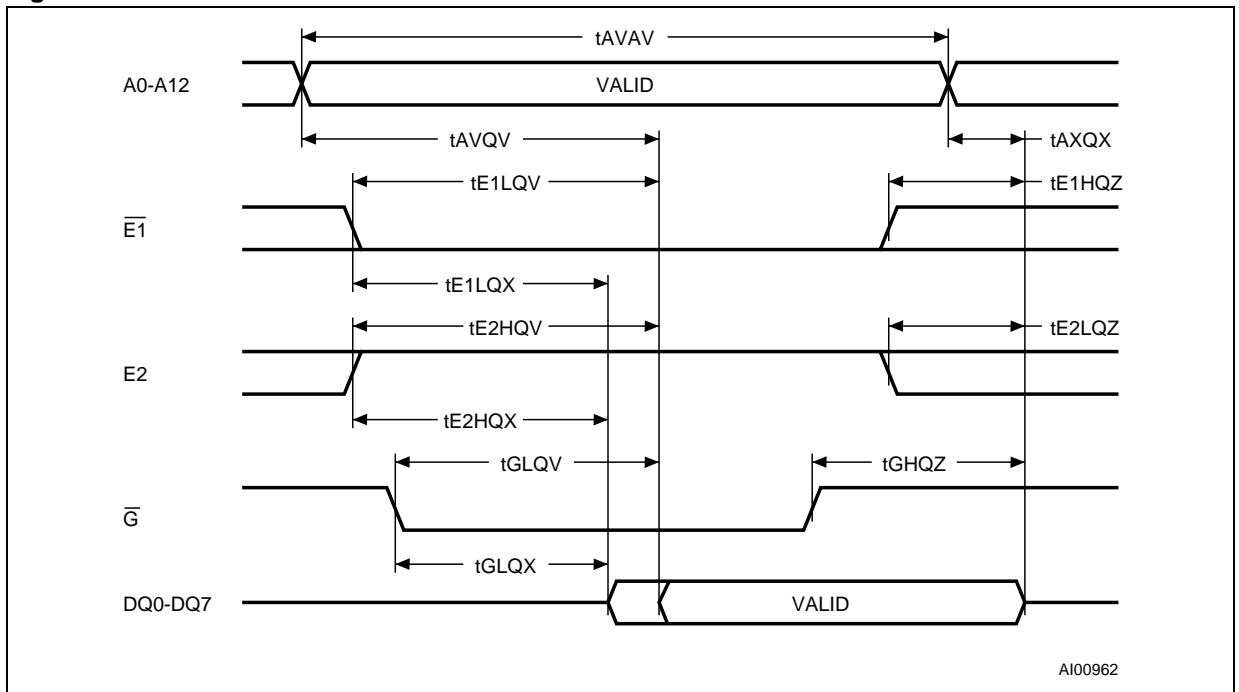 tAVAV
A0-A12
VALID
tAVQV
tAXQX
tE1LQV
tE1HQZ
E1
tE1LQX
tE2HQV
tE2LQZ
E2
tE2HQX
tGLQV
tGHQZ
G
tGLQX
DQ0-DQ7
VALID
AI00962